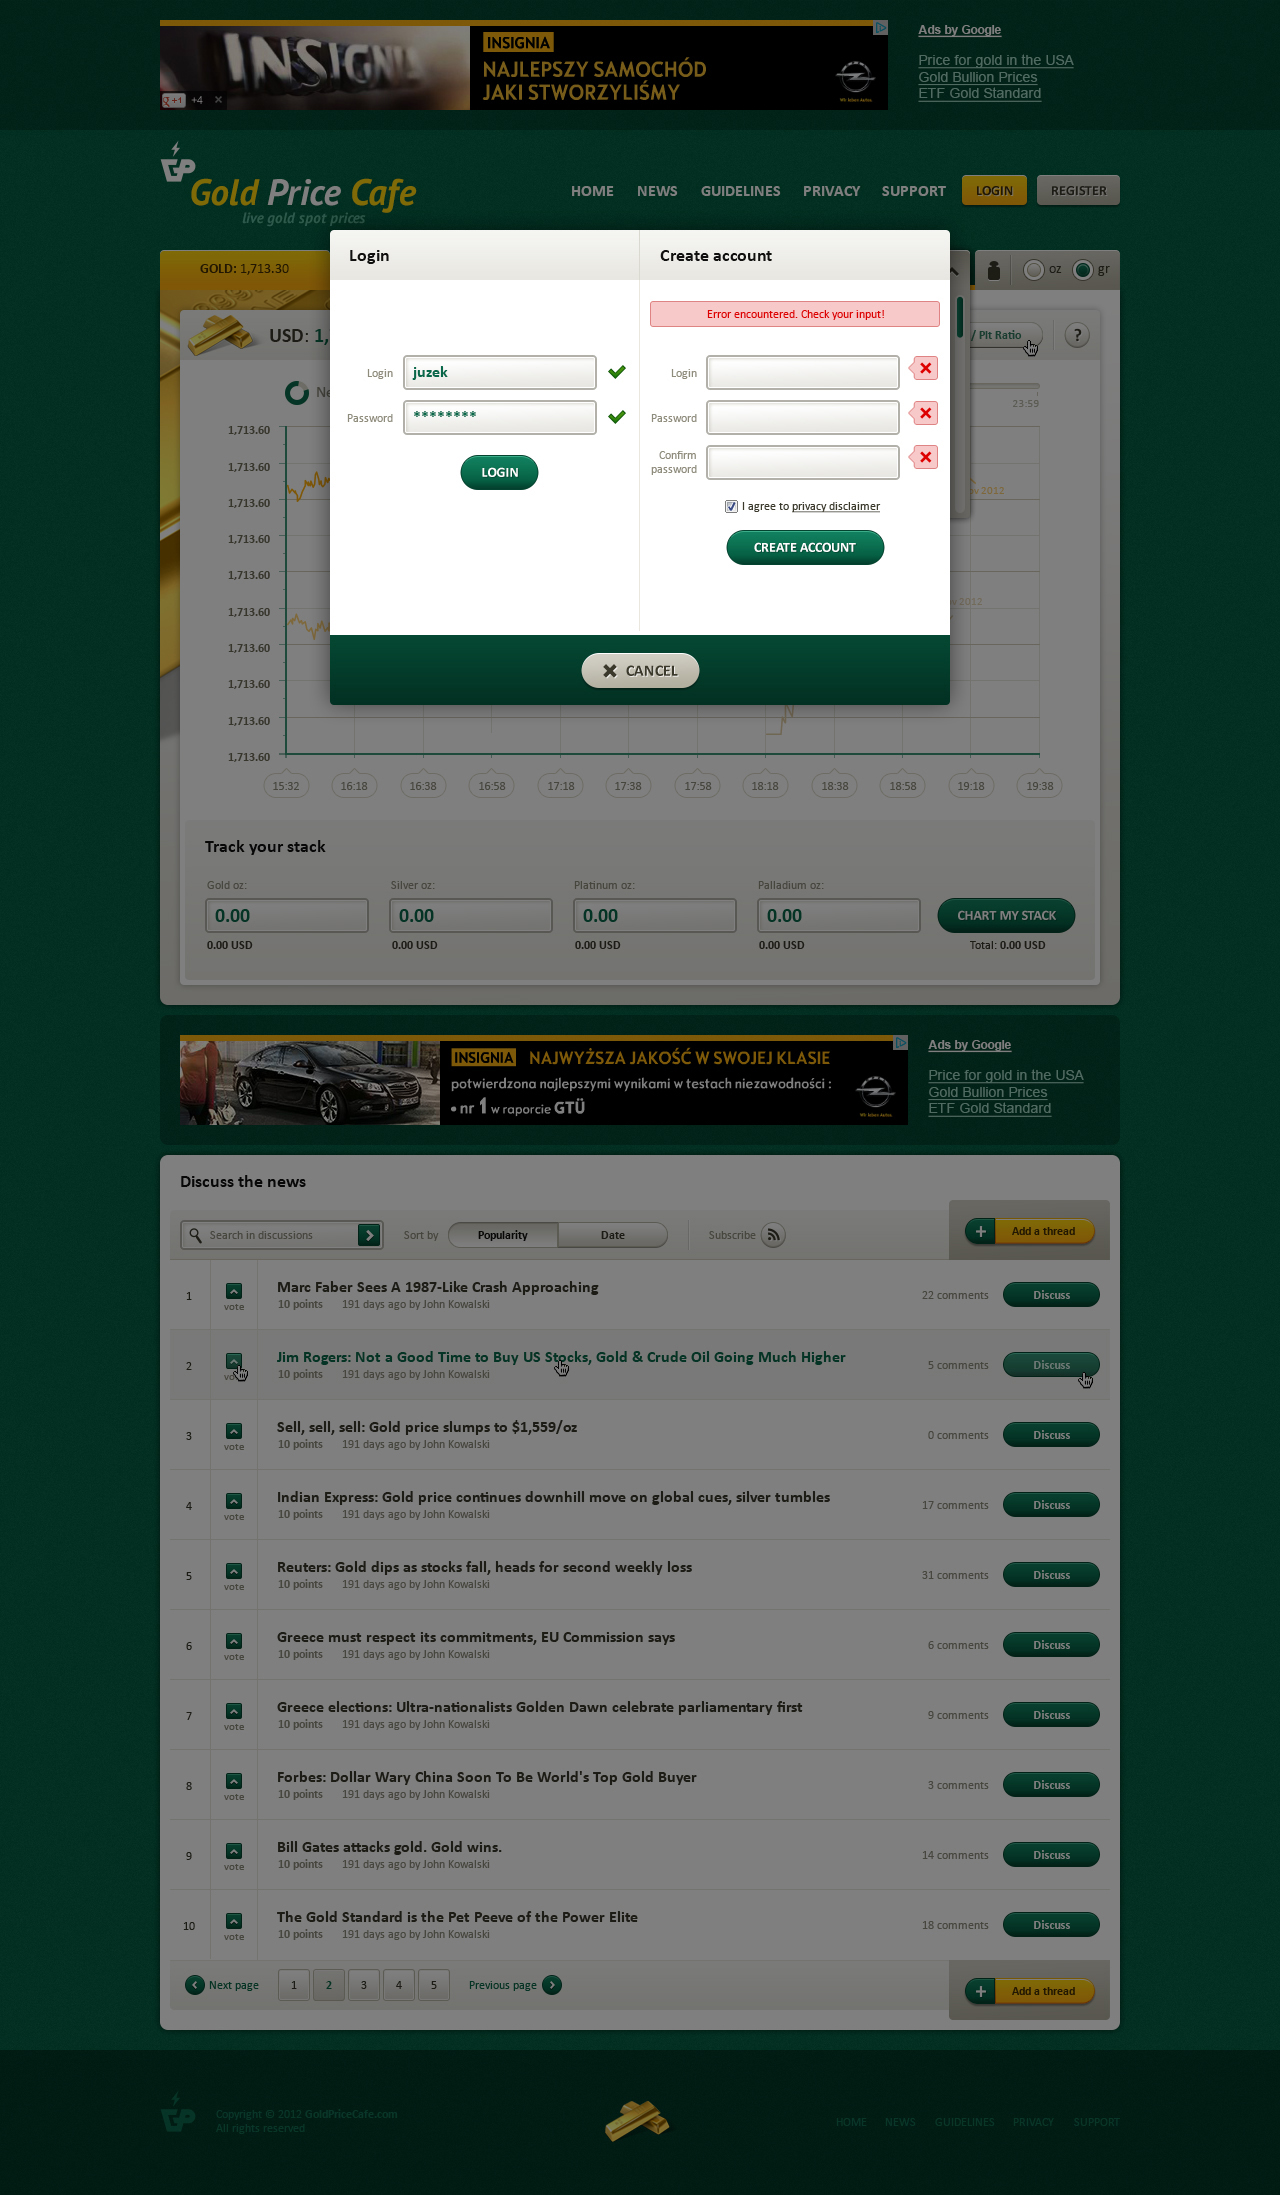 INSIGNIA
INSIGNIA
NAJLEPSZY SAMOCHÓD
JAKI STWORZYLIŚMY
+1 +4
Ads by Google
Price for gold in the USA
Gold Bullion Prices
ETF Gold Standard
GP
Gold Price Cafe
live gold spot prices
HOME NEWS GUIDELINES PRIVACY SUPPORT LOGIN REGISTER
GOLD: 1,713.30
oz gr
Login
Create account
Error encountered. Check your input!
USD: 1,
/ Plt Ratio
?
Login juzek
Login
Ne
23:59
Password ********
Password
Confirm
password
LOGIN
I agree to privacy disclaimer
CREATE ACCOUNT
CANCEL
1,713.60
1,713.60
1,713.60
1,713.60
1,713.60
1,713.60
1,713.60
1,713.60
1,713.60
1,713.60
v 2012
v 2012
15:32 16:18 16:38 16:58 17:18 17:38 17:58 18:18 18:38 18:58 19:18 19:38
Track your stack
Gold oz: Silver oz: Platinum oz: Palladium oz:
0.00 0.00 0.00 0.00 CHART MY STACK
0.00 USD 0.00 USD 0.00 USD 0.00 USD Total: 0.00 USD
INSIGNIA NAJWYŻSZA JAKOŚĆ W SWOJEJ KLASIE
potwierdzona najlepszymi wynikami w testach niezawodności :
• nr 1 w raporcie GTÜ
Ads by Google
Price for gold in the USA
Gold Bullion Prices
ETF Gold Standard
Discuss the news
Search in discussions Sort by Popularity Date Subscribe + Add a thread
1 vote Marc Faber Sees A 1987-Like Crash Approaching
10 points 191 days ago by John Kowalski
22 comments Discuss
2 Jim Rogers: Not a Good Time to Buy US Stocks, Gold & Crude Oil Going Much Higher
10 points 191 days ago by John Kowalski
5 comments Discuss
3 vote Sell, sell, sell: Gold price slumps to $1,559/oz
10 points 191 days ago by John Kowalski
0 comments Discuss
4 vote Indian Express: Gold price continues downhill move on global cues, silver tumbles
10 points 191 days ago by John Kowalski
17 comments Discuss
5 vote Reuters: Gold dips as stocks fall, heads for second weekly loss
10 points 191 days ago by John Kowalski
31 comments Discuss
6 vote Greece must respect its commitments, EU Commission says
10 points 191 days ago by John Kowalski
6 comments Discuss
7 vote Greece elections: Ultra-nationalists Golden Dawn celebrate parliamentary first
10 points 191 days ago by John Kowalski
9 comments Discuss
8 vote Forbes: Dollar Wary China Soon To Be World's Top Gold Buyer
10 points 191 days ago by John Kowalski
3 comments Discuss
9 vote Bill Gates attacks gold. Gold wins.
10 points 191 days ago by John Kowalski
14 comments Discuss
10 vote The Gold Standard is the Pet Peeve of the Power Elite
10 points 191 days ago by John Kowalski
18 comments Discuss
Next page 1 2 3 4 5 Previous page + Add a thread
GP
Copyright © 2012 GoldPriceCafe.com
All rights reserved
HOME NEWS GUIDELINES PRIVACY SUPPORT